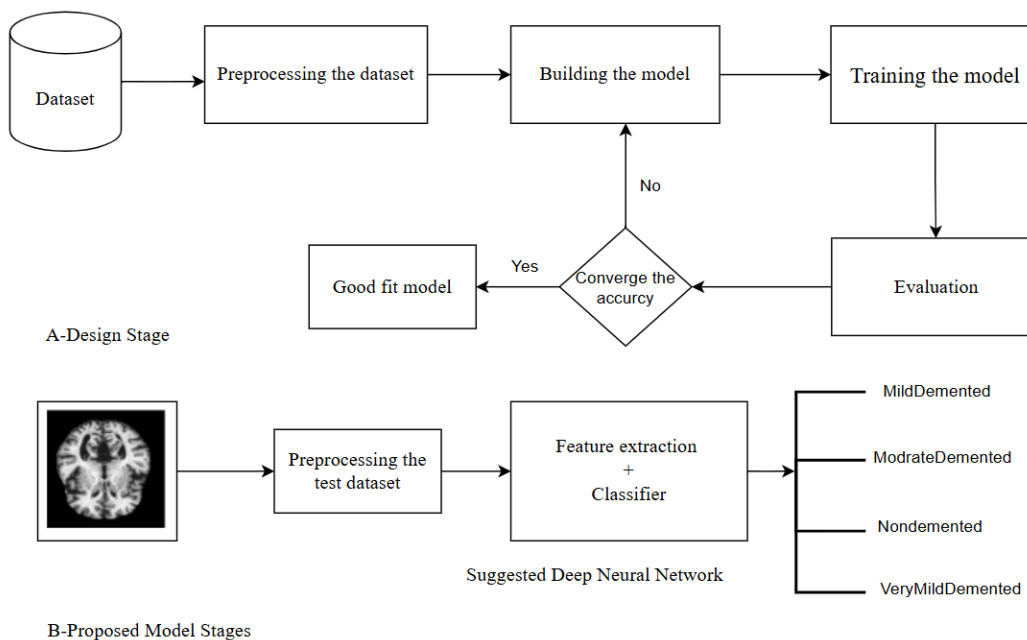 Dataset
Preprocessing the dataset
Building the model
Training the model
No
Yes
Good fit model
Converge the
accurcy
Evaluation
A-Design Stage
Preprocessing the
test dataset
Feature extraction
+
Classifier
MildDemented
ModrateDemented
Nondemented
VeryMildDemented
Suggested Deep Neural Network
B-Proposed Model Stages